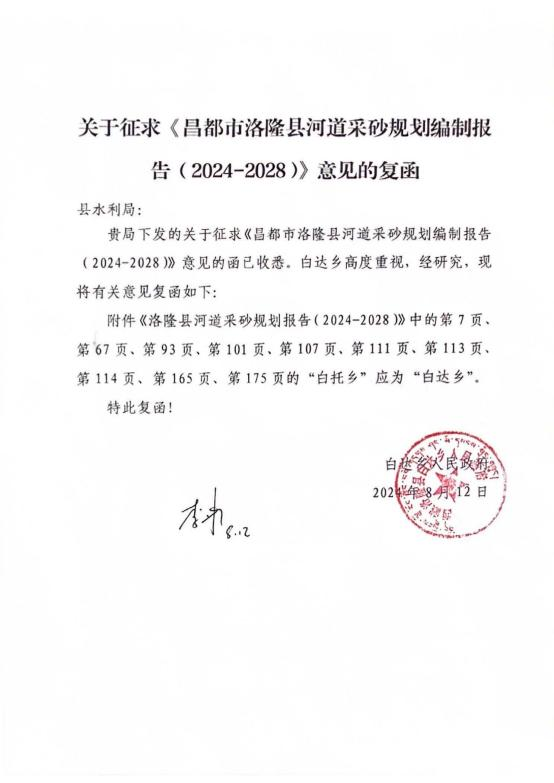 关于征求《昌都市洛隆县河道采砂规划编制报
告（2024-2028）》意见的复函
县水利局：
贵局下发的关于征求《昌都市洛隆县河道采砂规划编制报告
（2024-2028）》意见的函已收悉。白达乡高度重视，经研究，现
将有关意见复函如下：
附件《洛隆县河道采砂规划报告（2024-2028）》中的第 7 页、
第 67 页、第 93 页、第 101 页、第 107 页、第 111 页、第 113 页、
第 114 页、第 165 页、第 175 页的“白托乡”应为“白达乡”。
特此复函！
白达乡人民政府
2024 年 8 月 12 日
8.12